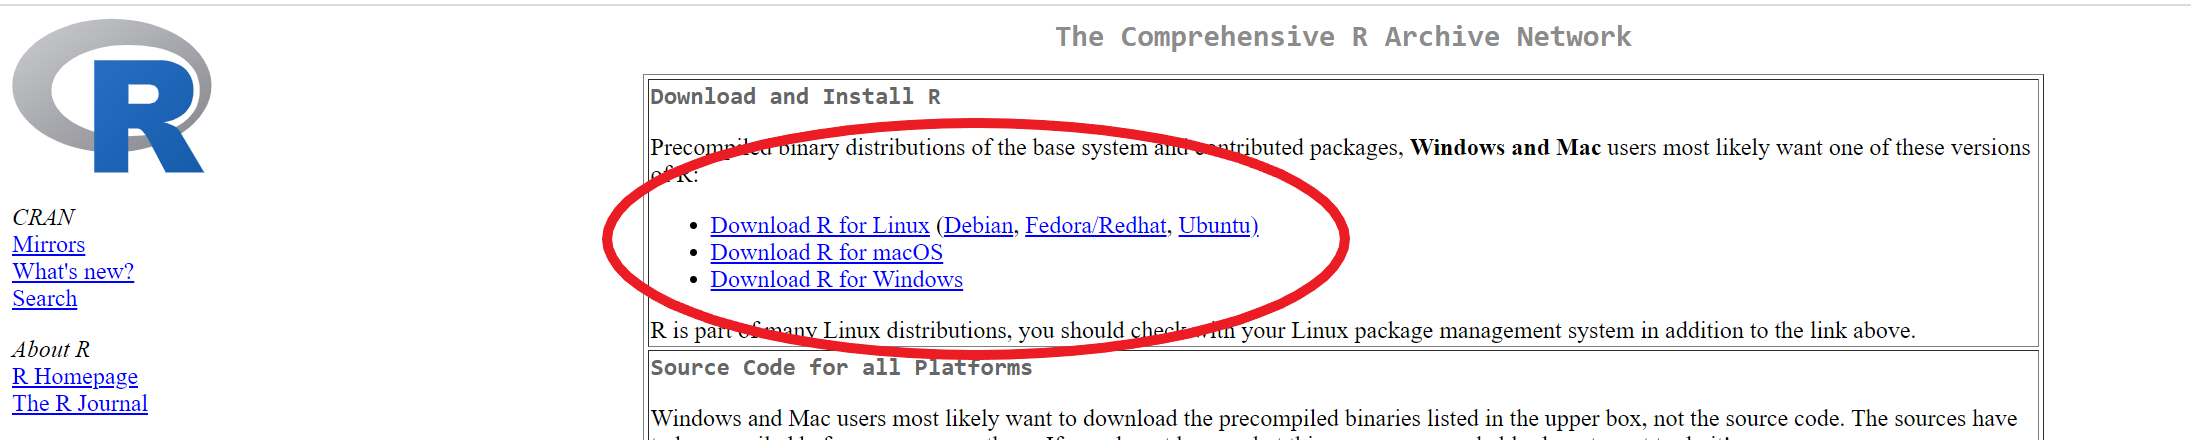 The Comprehensive R Archive Network
R
CRAN
Mirrors
What's new?
Search
About R
R Homepage
The R Journal
Download and Install R
Precompiled binary distributions of the base system and contributed packages, Windows and Mac users most likely want one of these versions
of R:
• Download R for Linux (Debian, Fedora/Redhat, Ubuntu)
• Download R for macOS
• Download R for Windows
R is part of many Linux distributions, you should check with your Linux package management system in addition to the link above.
Source Code for all Platforms
Windows and Mac users most likely want to download the precompiled binaries listed in the upper box, not the source code. The sources have